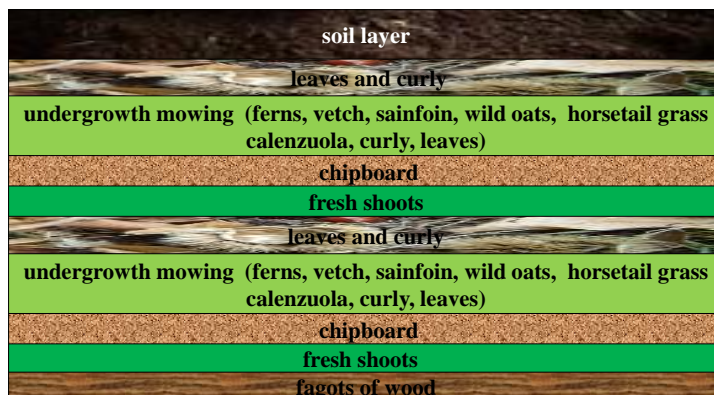 soil layer
leaves and curly
undergrowth mowing (ferns, vetch, sainfoin, wild oats, horsetail grass
calenzuola, curly, leaves)
chipboard
fresh shoots
leaves and curly
undergrowth mowing (ferns, vetch, sainfoin, wild oats, horsetail grass
calenzuola, curly, leaves)
chipboard
fresh shoots
fagots of wood